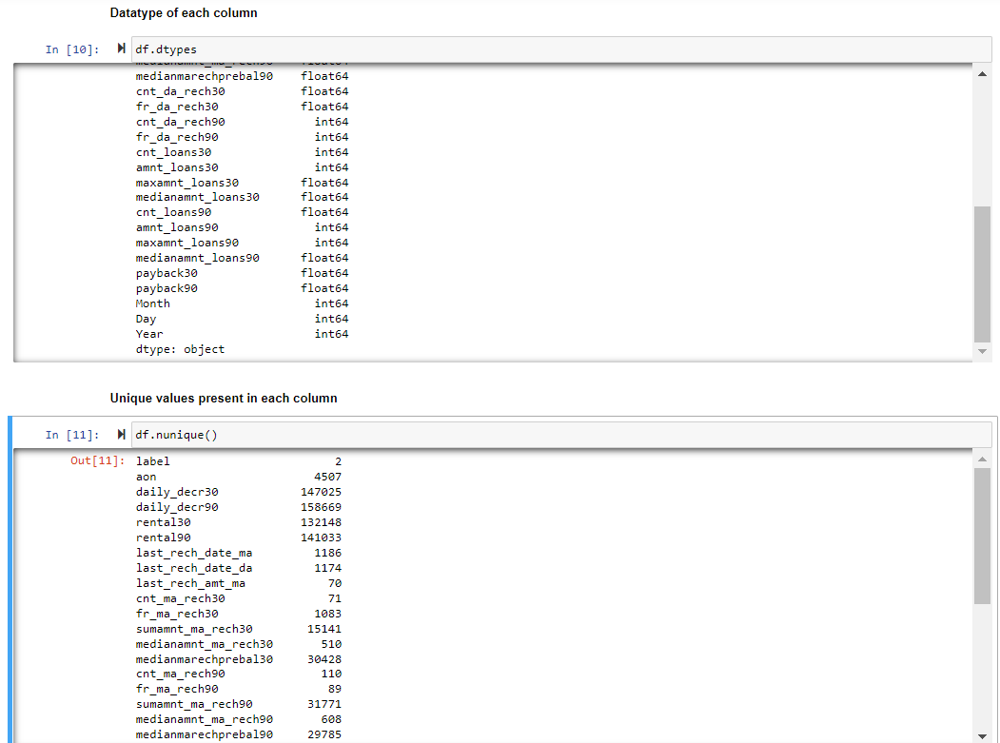 Datatype of each column
In [10]: df.dtypes
medianmarechprebal90 float64
cnt_da_rech30 float64
fr_da_rech30 float64
cnt_da_rech90 int64
fr_da_rech90 int64
cnt_loans30 int64
amnt_loans30 int64
maxamnt_loans30 float64
medianamnt_loans30 float64
cnt_loans90 float64
amnt_loans90 int64
maxamnt_loans90 int64
medianamnt_loans90 float64
payback30 float64
payback90 float64
Month int64
Day int64
Year int64
dtype: object
Unique values present in each column
In [11]: df.nunique()
Out[11]: label 2
aon 4507
daily_decr30 147025
daily_decr90 158669
rental30 132148
rental90 141033
last_rech_date_ma 1186
last_rech_date_da 1174
last_rech_amt_ma 70
cnt_ma_rech30 71
fr_ma_rech30 1083
sumamnt_ma_rech30 15141
medianamnt_ma_rech30 510
medianmarechprebal30 30428
cnt_ma_rech90 110
fr_ma_rech90 89
sumamnt_ma_rech90 31771
medianamnt_ma_rech90 608
medianmarechprebal90 29785